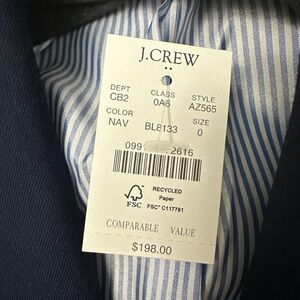 J.CREW
DEPT CLASS STYLE
CB2 0A6 AZ565
COLOR SIZE
NAV BL8133 0
099 2616
RECYCLED
Paper
FSC FSC™ C117781
COMPARABLE VALUE
$198.00